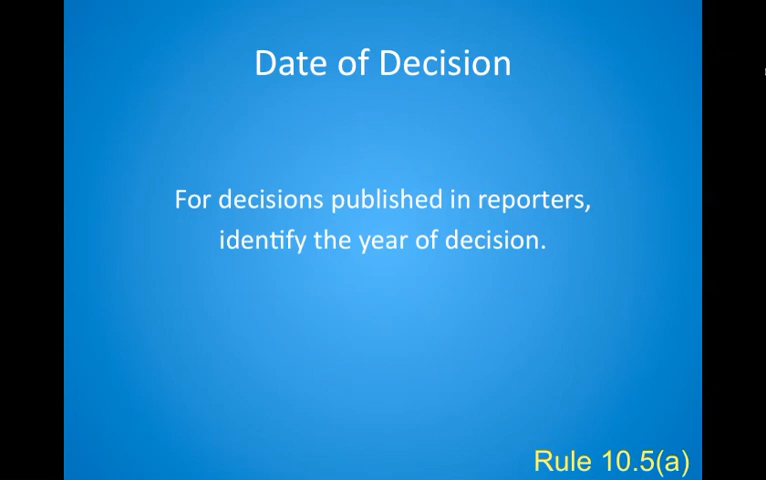 Date of Decision
For decisions published in reporters,
identify the year of decision.
Rule 10.5(a)